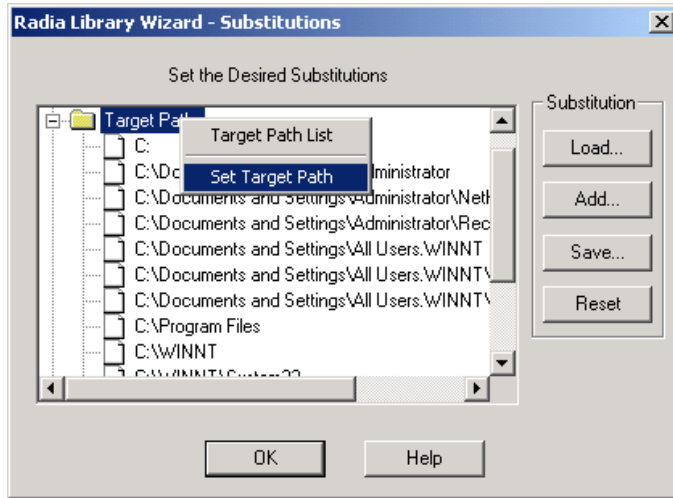 Radia Library Wizard - Substitutions
Set the Desired Substitutions
Target Path
Target Path List
Set Target Path
C:
C:\Do ministrator
C:\Documents and Settings\Administrator\Neth
C:\Documents and Settings\Administrator\Rec
C:\Documents and Settings\All Users.WINNT
C:\Documents and Settings\All Users.WINNT\
C:\Documents and Settings\All Users.WINNT\
C:\Program Files
C:\WINNT
Substitution
Load...
Add...
Save...
Reset
OK
Help